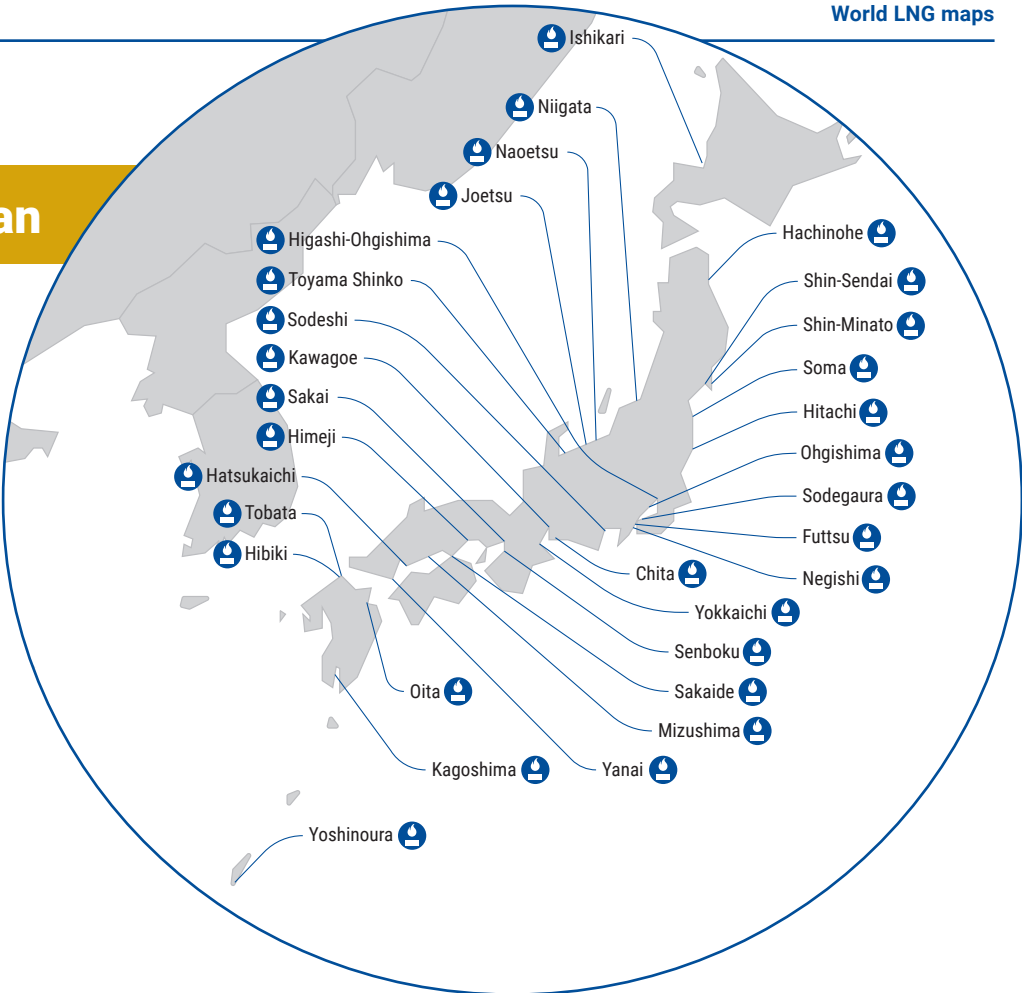 World LNG maps
an
Ishikari
Niigata
Naoetsu
Joetsu
Higashi-Ohgishima
Toyama Shinko
Sodeshi
Kawagoe
Sakai
Himeji
Hatsukaichi
Tobata
Hibiki
Hachinohe
Shin-Sendai
Shin-Minato
Soma
Hitachi
Ohgishima
Sodegaura
Futtsu
Negishi
Chita
Yokkaichi
Senboku
Sakaide
Mizushima
Yanai
Oita
Kagoshima
Yoshinoura